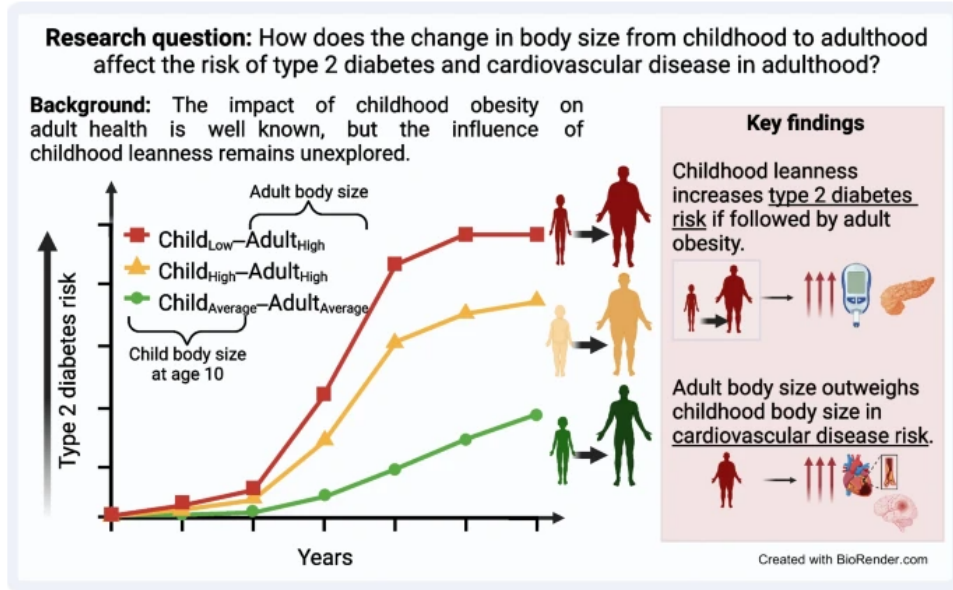 Research question: How does the change in body size from childhood to adulthood
affect the risk of type 2 diabetes and cardiovascular disease in adulthood?
Background: The impact of childhood obesity on
adult health is well known, but the influence of
childhood leanness remains unexplored.
Adult body size
ChildLow–AdultHigh
ChildHigh–AdultHigh
ChildAverage–AdultAverage
Child body size
at age 10
Type 2 diabetes risk
Years
Key findings
Childhood leanness
increases type 2 diabetes
risk if followed by adult
obesity.
Adult body size outweighs
childhood body size in
cardiovascular disease risk.
Created with BioRender.com